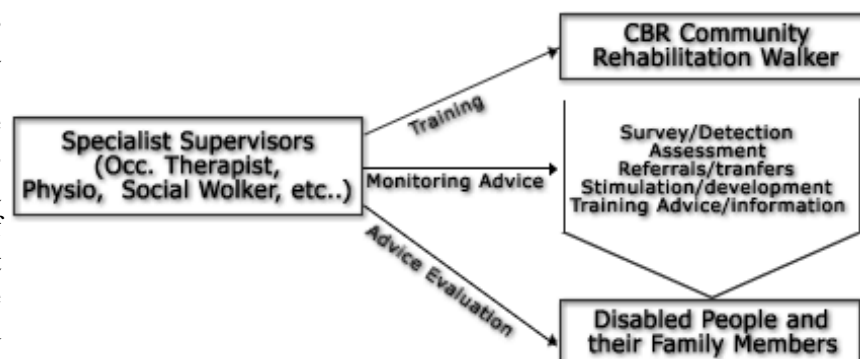 CBR Community
Rehabilitation Walker
Training
Specialist Supervisors
(Occ. Therapist,
Physio, Social Wolker, etc..)
Monitoring Advice
Survey/Detection
Assessment
Referrals/tranfers
Stimulation/development
Training Advice/information
Advice Evaluation
Disabled People and
their Family Members